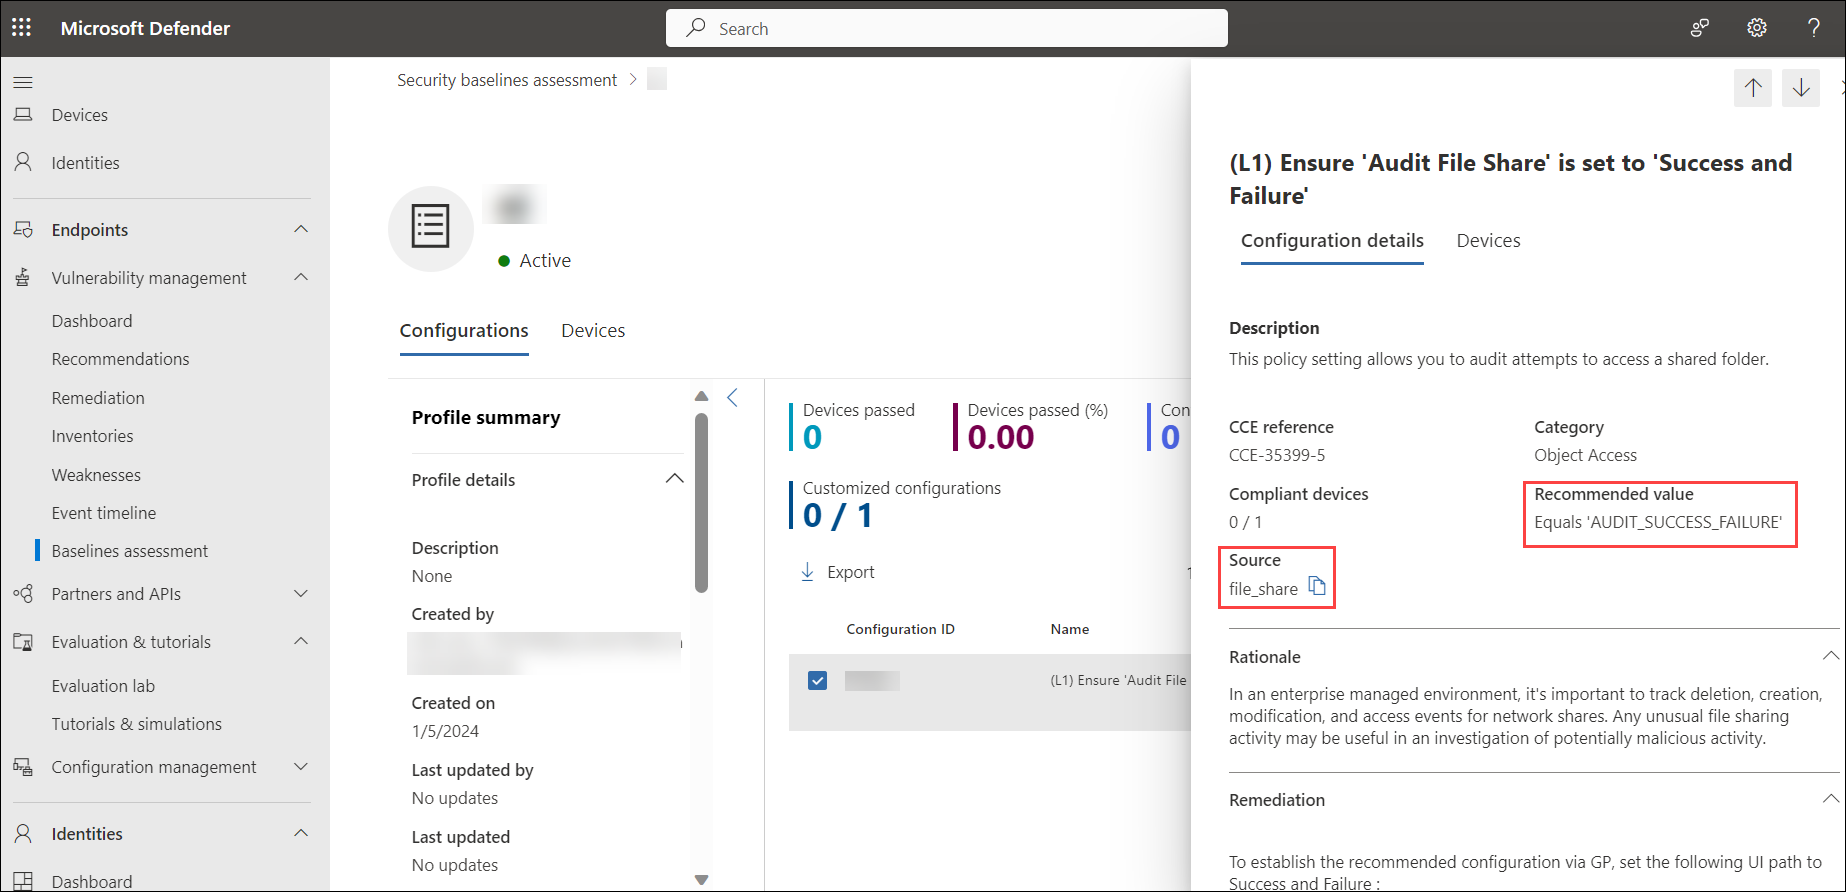 Microsoft Defender
Search
Devices
Identities
Endpoints
Vulnerability management
Dashboard
Recommendations
Remediation
Inventories
Weaknesses
Event timeline
Baselines assessment
Partners and APIs
Evaluation & tutorials
Evaluation lab
Tutorials & simulations
Configuration management
Identities
Dashboard
Security baselines assessment >
Active
Configurations Devices
Profile summary
Profile details
Description
None
Created by
Created on
1/5/2024
Last updated by
No updates
Last updated
No updates
Devices passed
0
Devices passed (%)
0.00
Con
0
Customized configurations
0 / 1
Export
1
Configuration ID Name
(L1) Ensure 'Audit File
(L1) Ensure 'Audit File Share' is set to 'Success and
Failure'
Configuration details Devices
Description
This policy setting allows you to audit attempts to access a shared folder.
CCE reference
CCE-35399-5
Category
Object Access
Compliant devices
0 / 1
Recommended value
Equals 'AUDIT_SUCCESS_FAILURE'
Source
file_share
Rationale
In an enterprise managed environment, it's important to track deletion, creation,
modification, and access events for network shares. Any unusual file sharing
activity may be useful in an investigation of potentially malicious activity.
Remediation
To establish the recommended configuration via GP, set the following UI path to
Success and Failure :